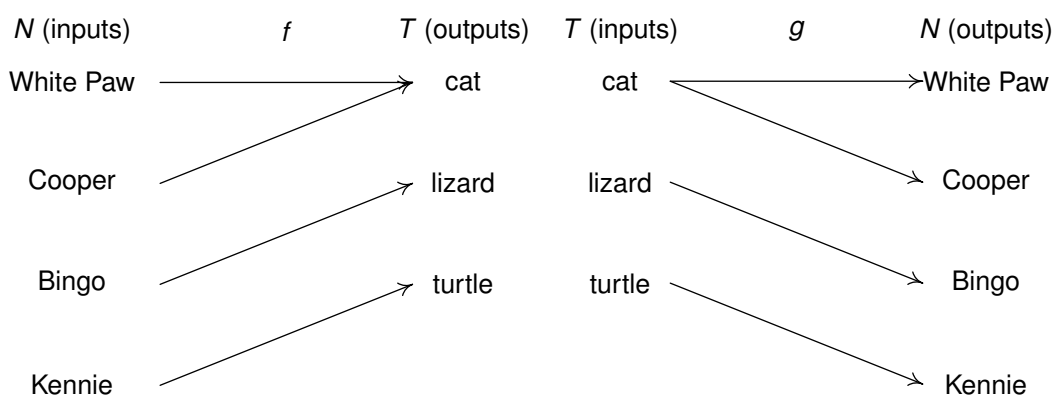 N (inputs) f T (outputs) T (inputs) g N (outputs)
White Paw cat cat White Paw
Cooper lizard lizard Cooper
Bingo turtle turtle Bingo
Kennie Kennie